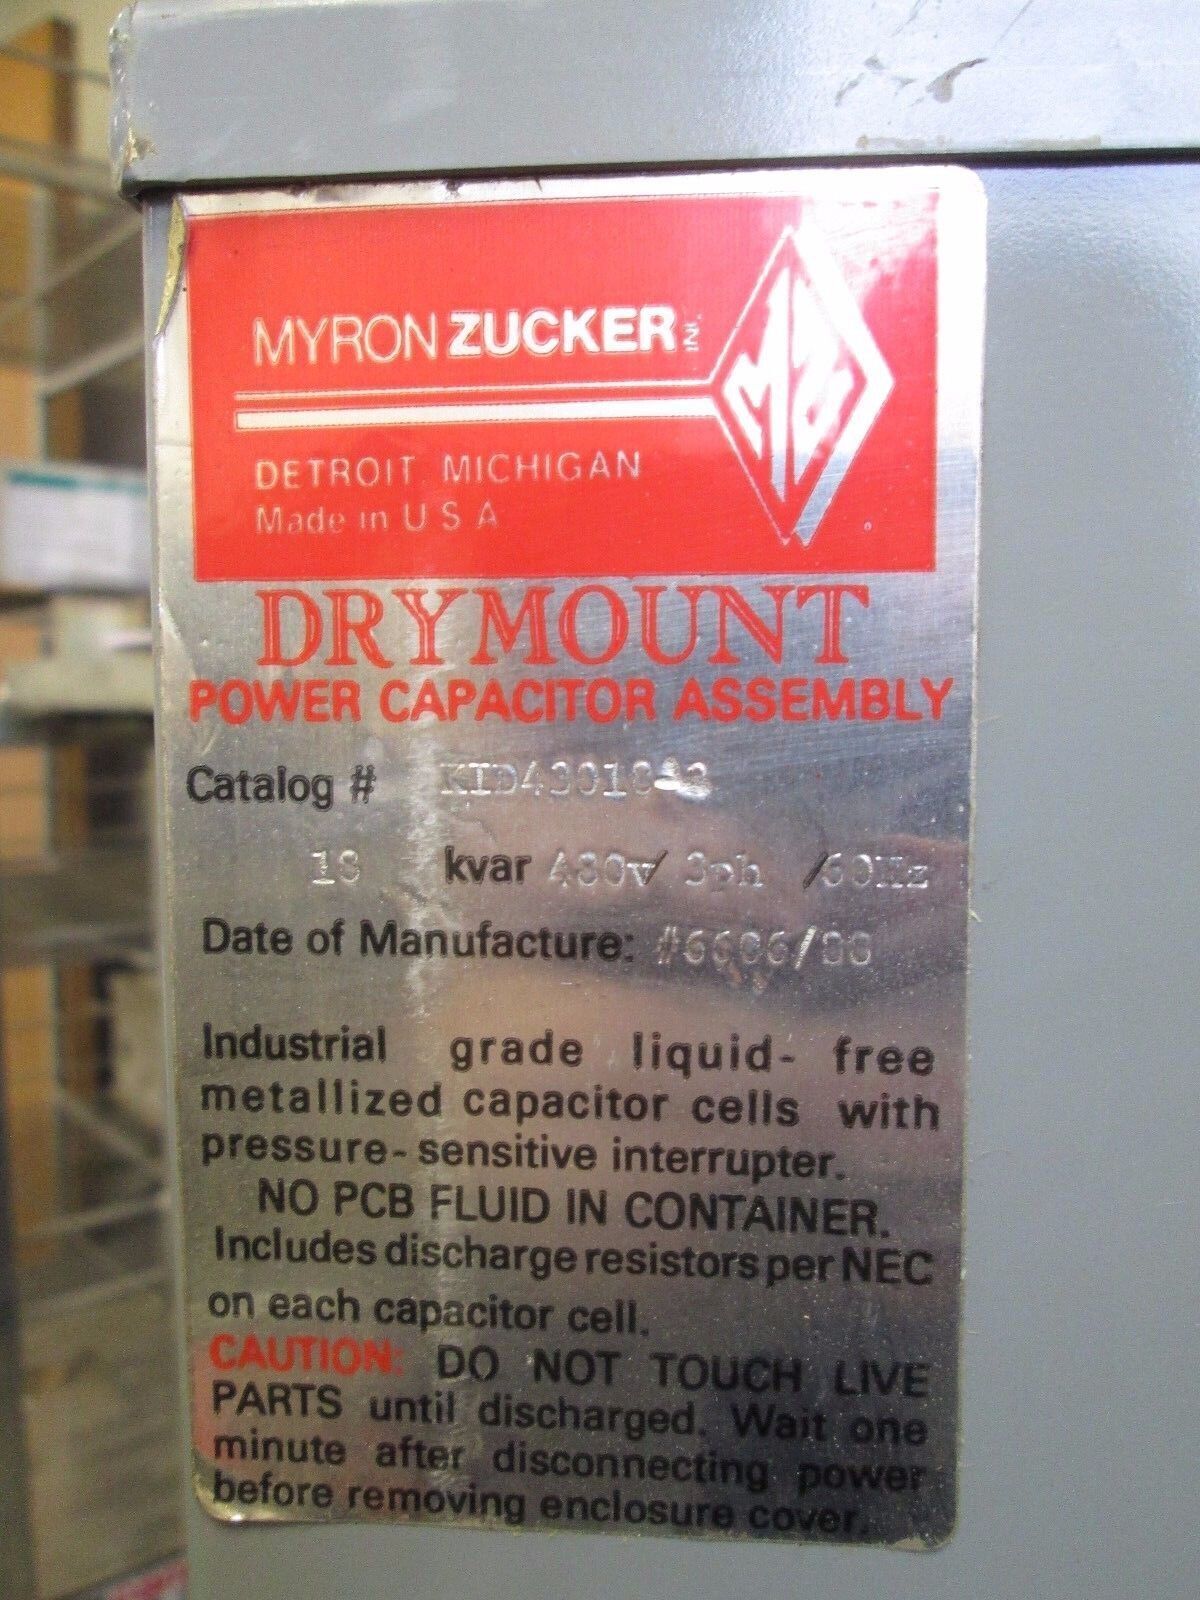 MYRON ZUCKER INC.
MZ
DETROIT, MICHIGAN
Made in U S A
DRYMOUNT
POWER CAPACITOR ASSEMBLY
Catalog #
18 kvar 480v/ 3ph /60Hz
Date of Manufacture:
Industrial grade liquid- free
metallized capacitor cells with
pressure- sensitive interrupter.
NO PCB FLUID IN CONTAINER.
Includes discharge resistors per NEC
on each capacitor cell.
CAUTION: DO NOT TOUCH LIVE
PARTS until discharged. Wait one
minute after disconnecting power
before removing enclosure cover.